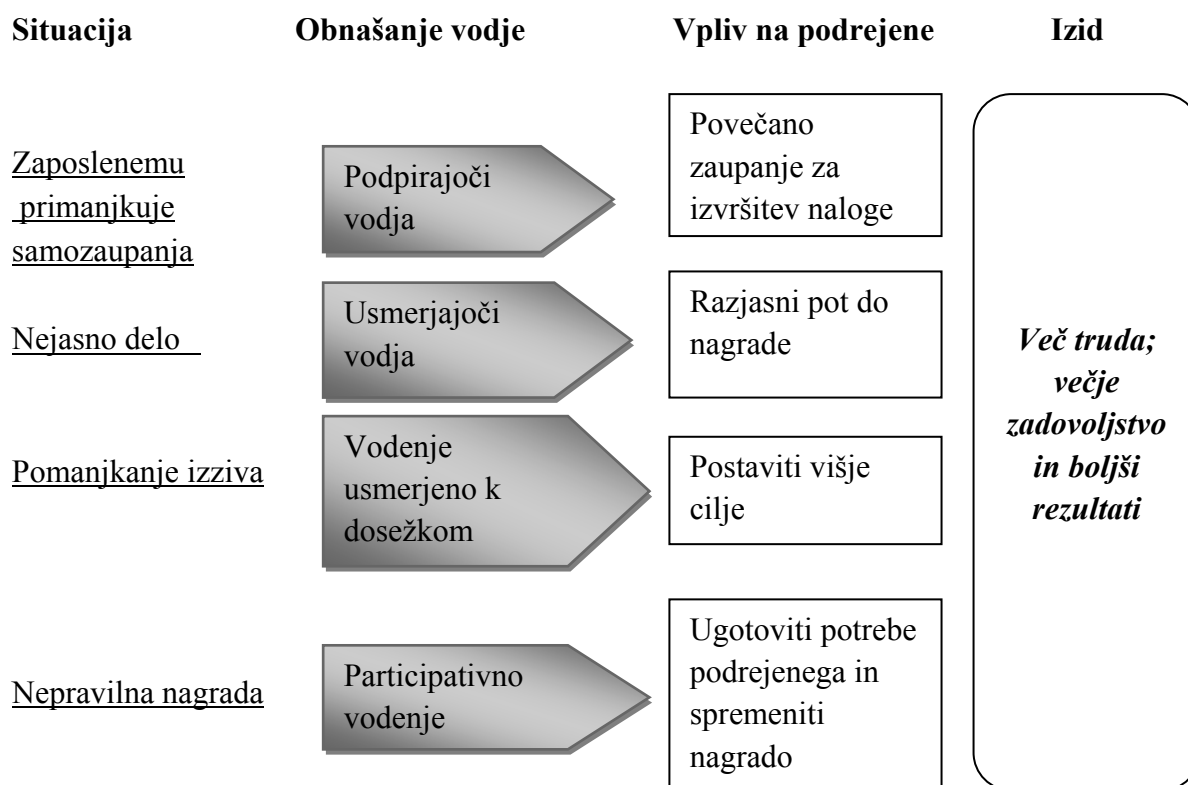 Situacija Obnašanje vodje Vpliv na podrejene Izid
Zaposlenemu
primanjkuje
samozaupanja
Podpirajoči
vodja
Povečano
zaupanje za
izvršitev naloge
Nejasno delo
Usmerjajoči
vodja
Razjasni pot do
nagrade
Pomanjkanje izziva
Vodenje
usmerjeno k
dosežkom
Postaviti višje
cilje
Nepravilna nagrada
Participativno
vodenje
Ugotoviti potrebe
podrejenega in
spremeniti
nagrado
Več truda;
večje
zadovoljstvo
in boljši
rezultati